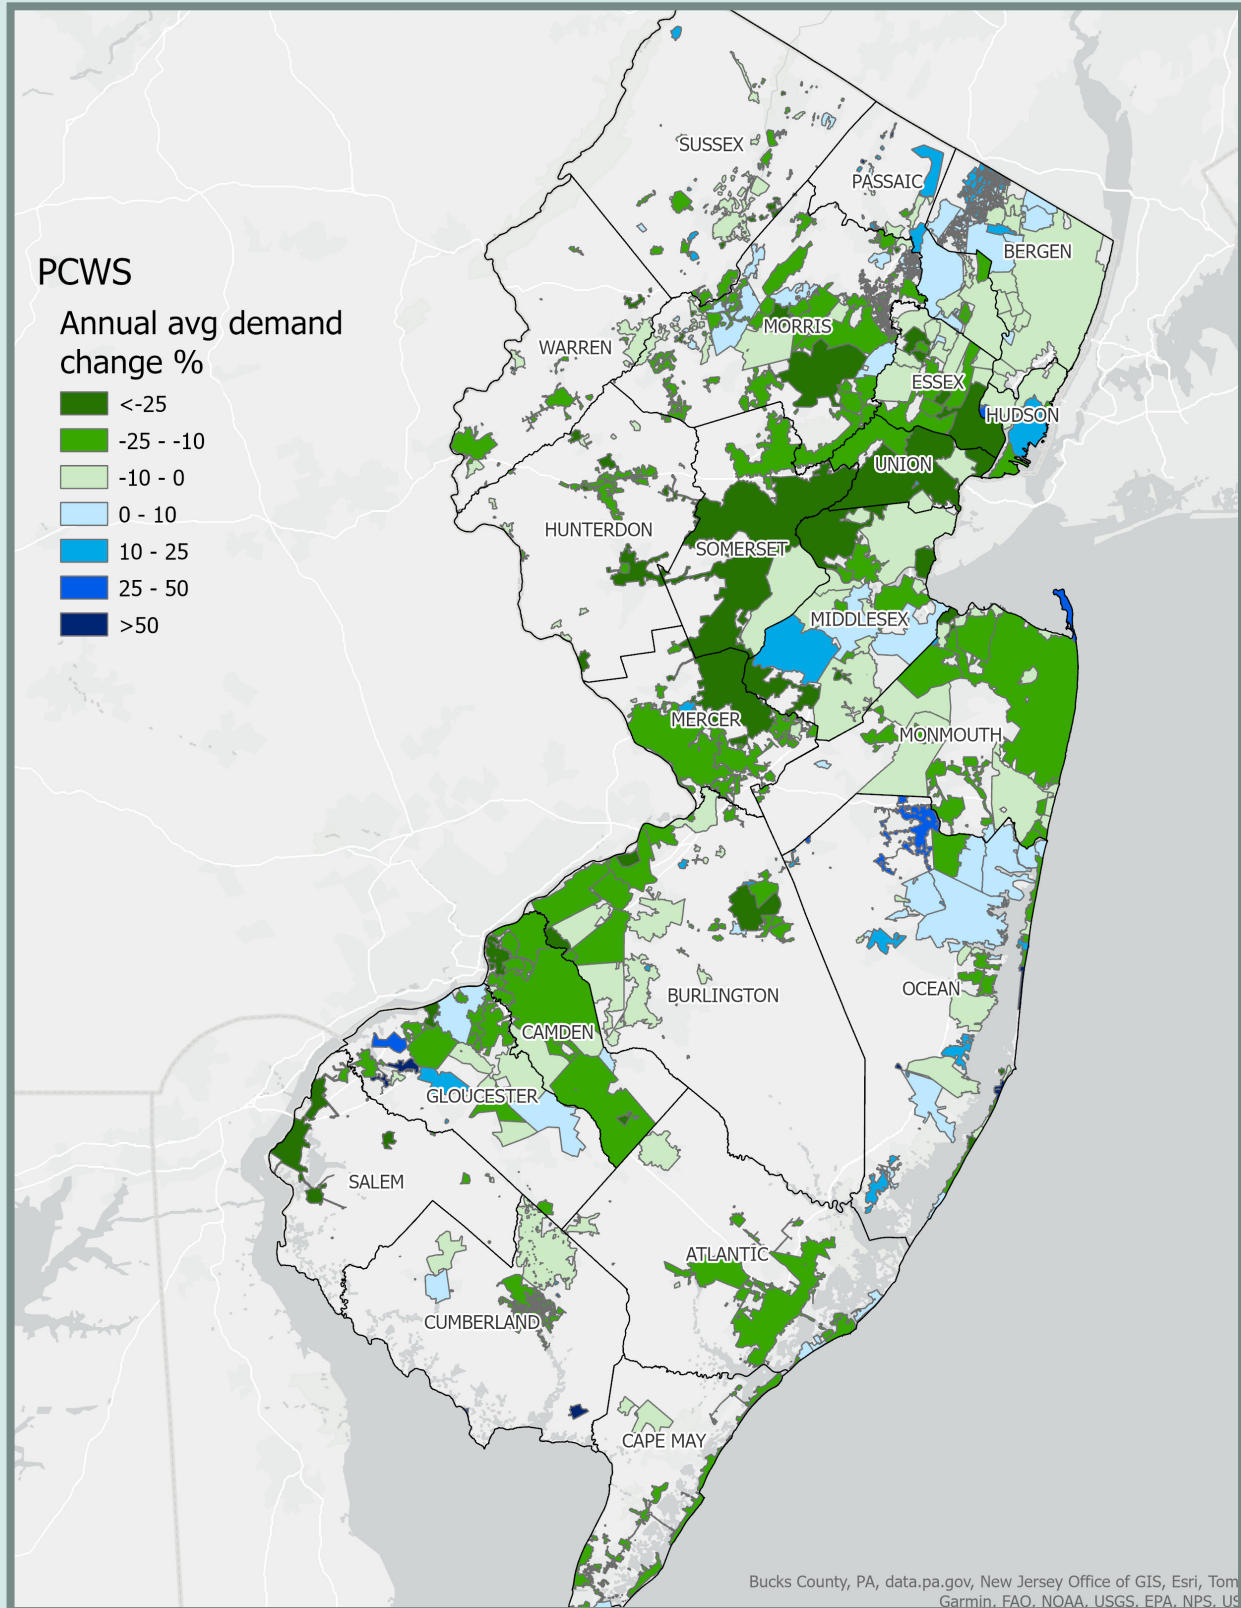 PCWS
Annual avg demand
change %
<-25
-25 - -10
-10 - 0
0 - 10
10 - 25
25 - 50
>50
SUSSEX
PASSAIC
BERGEN
MORRIS
WARREN
ESSEX
HUDSON
UNION
HUNTERDON
SOMERSET
MIDDLESEX
MERCER
MONMOUTH
OCEAN
BURLINGTON
CAMDEN
GLOUCESTER
SALEM
ATLANTIC
CUMBERLAND
CAPE MAY
Bucks County, PA, data.pa.gov, New Jersey Office of GIS, Esri, Tom
Garmin, FAO, NOAA, USGS, EPA, NPS, US